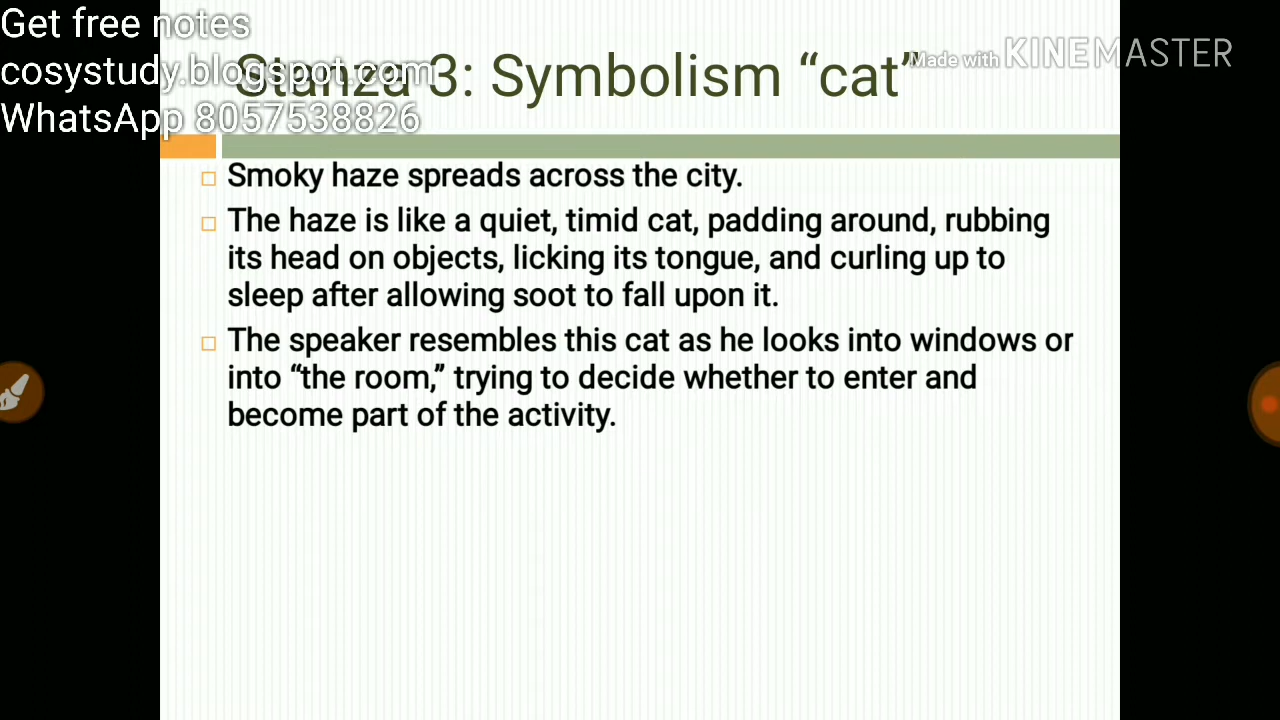 Get free notes
cosystudy.blogspot.com
WhatsApp 8057538826
Made with KINEMASTER
Stanza 3: Symbolism “cat”
Smoky haze spreads across the city.
The haze is like a quiet, timid cat, padding around, rubbing
its head on objects, licking its tongue, and curling up to
sleep after allowing soot to fall upon it.
The speaker resembles this cat as he looks into windows or
into “the room,” trying to decide whether to enter and
become part of the activity.